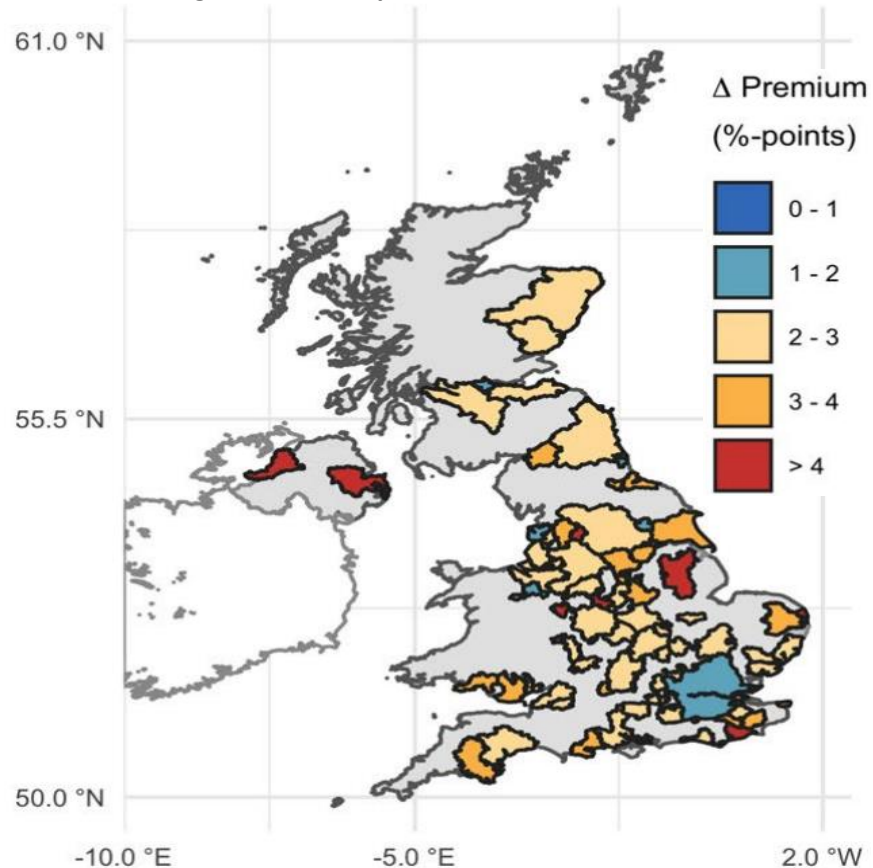 61.0 °N
Δ Premium
(%-points)
0 - 1
1 - 2
2 - 3
3 - 4
> 4
55.5 °N
50.0 °N
-10.0 °E
-5.0 °E
2.0 °W